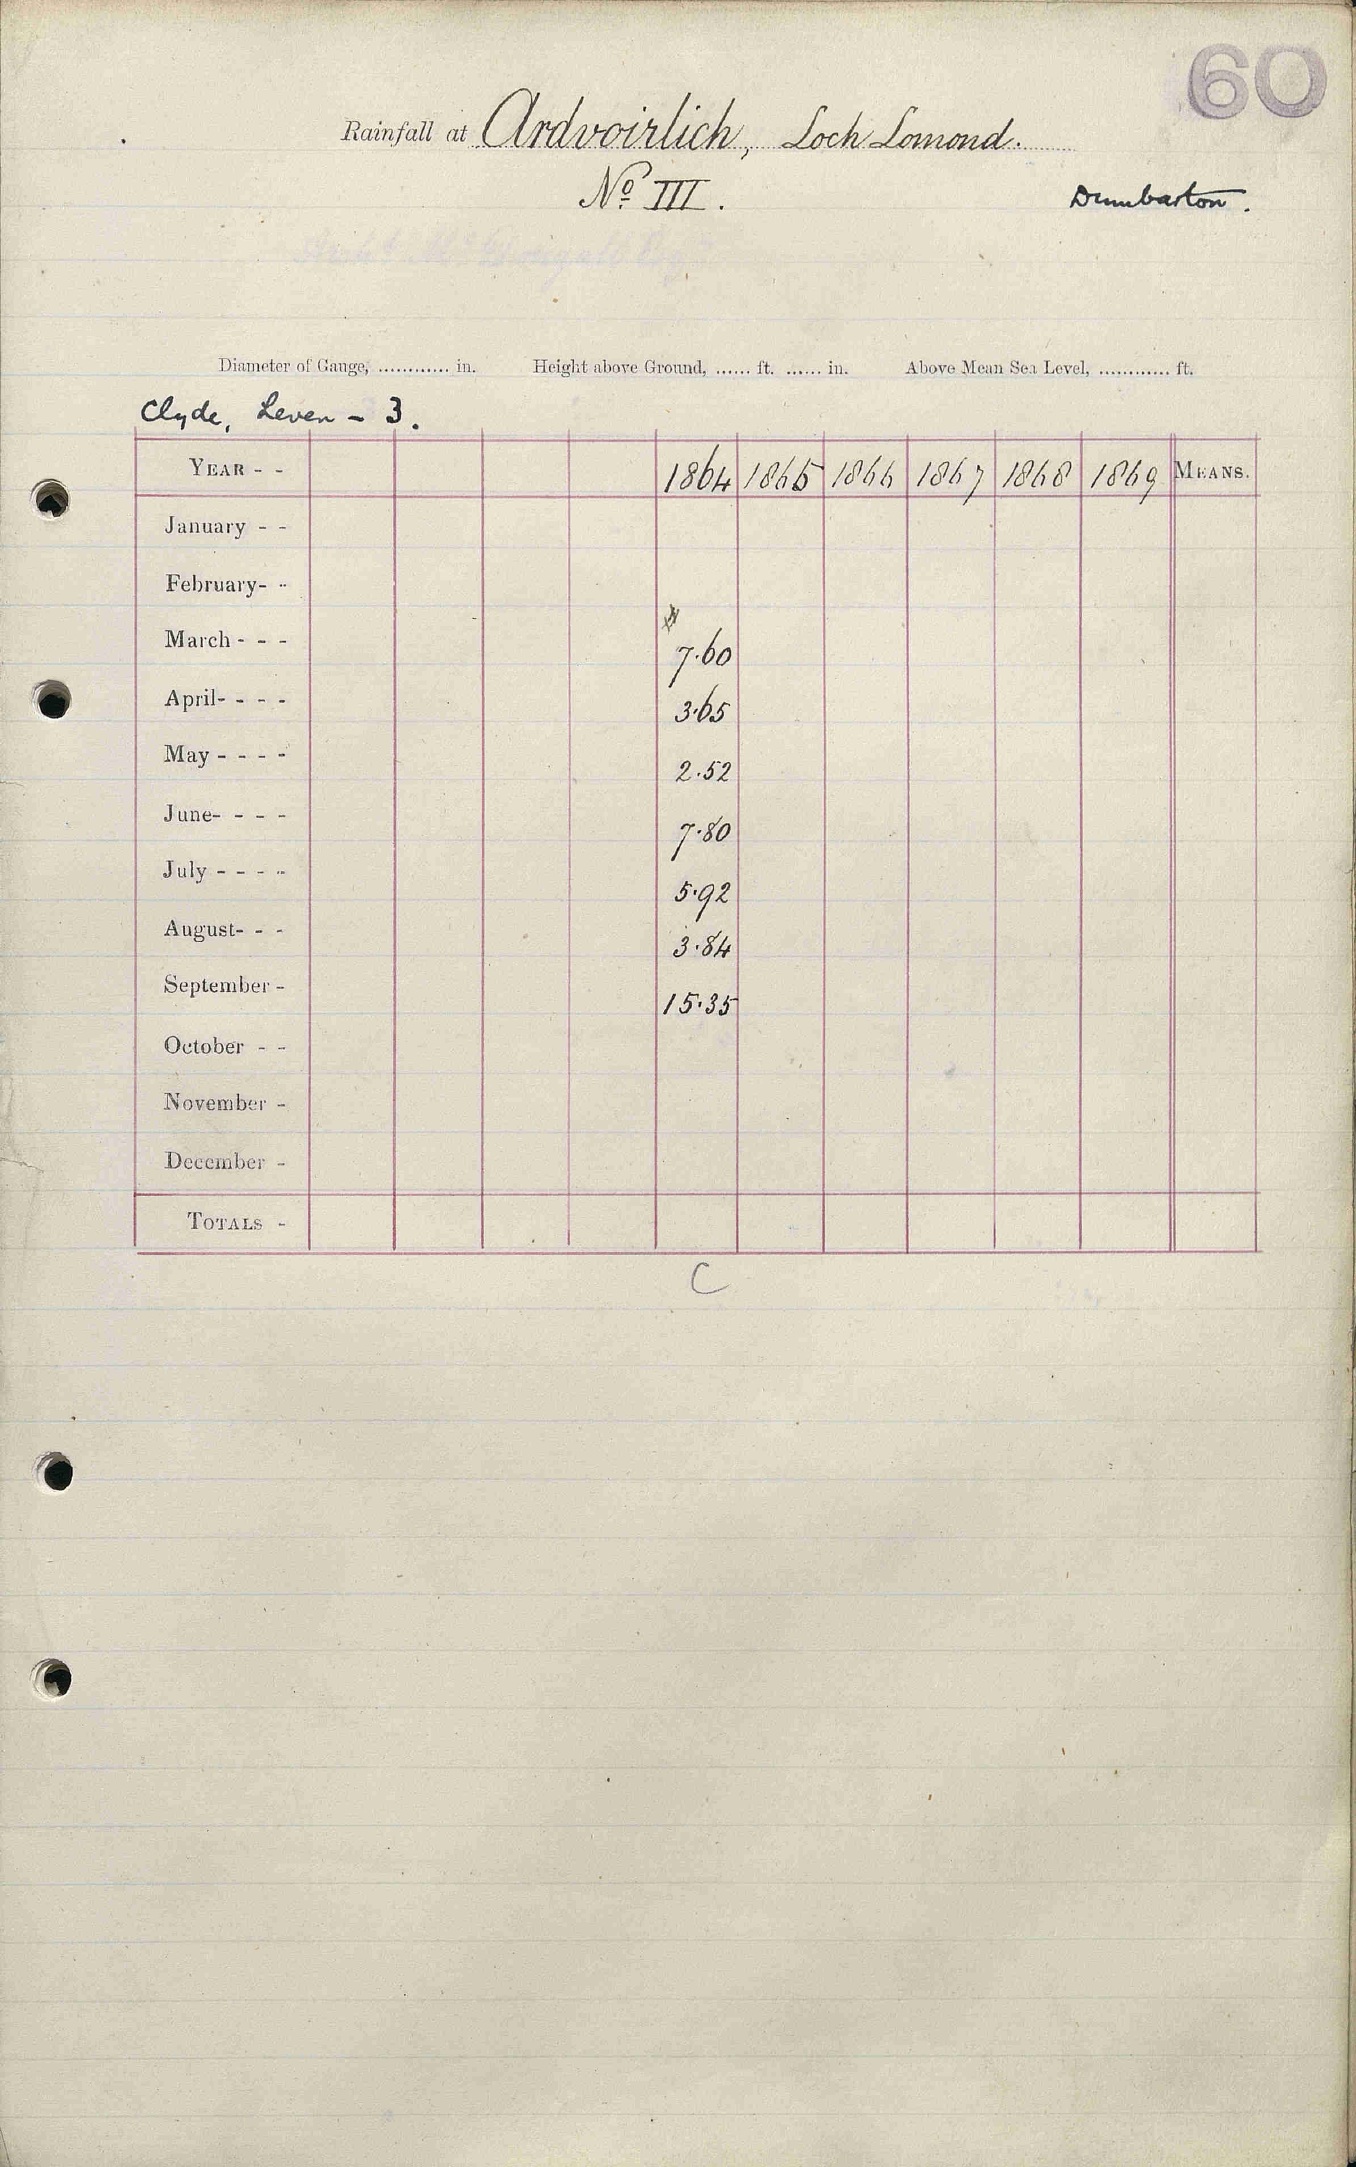 60
Rainfall at Ardvoirlich, Loch Lomond.
No III.
Dumbarton.
Diameter of Gauge, ............ in. Height above Ground, ...... ft. ...... in. Above Mean Sea Level, ............ ft.
Clyde, Leven - 3.
YEAR - - 1864 1865 1866 1867 1868 1869 MEANS.
January - -
February- -
March - - - 7.60
April- - - - 3.65
May - - - - 2.52
June- - - - 7.80
July - - - - 5.92
August- - - 3.84
September - 15.35
October - -
November -
December -
TOTALS -
C